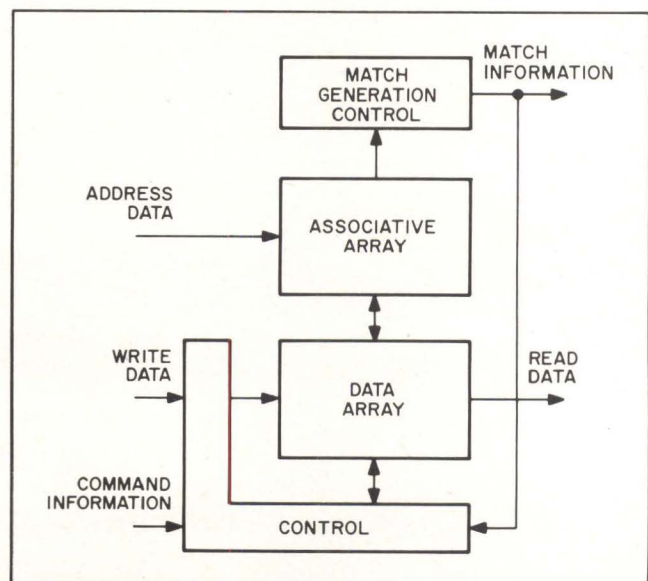 MATCH
GENERATION
CONTROL
MATCH
INFORMATION
ADDRESS
DATA
ASSOCIATIVE
ARRAY
WRITE
DATA
DATA
ARRAY
READ
DATA
COMMAND
INFORMATION
CONTROL